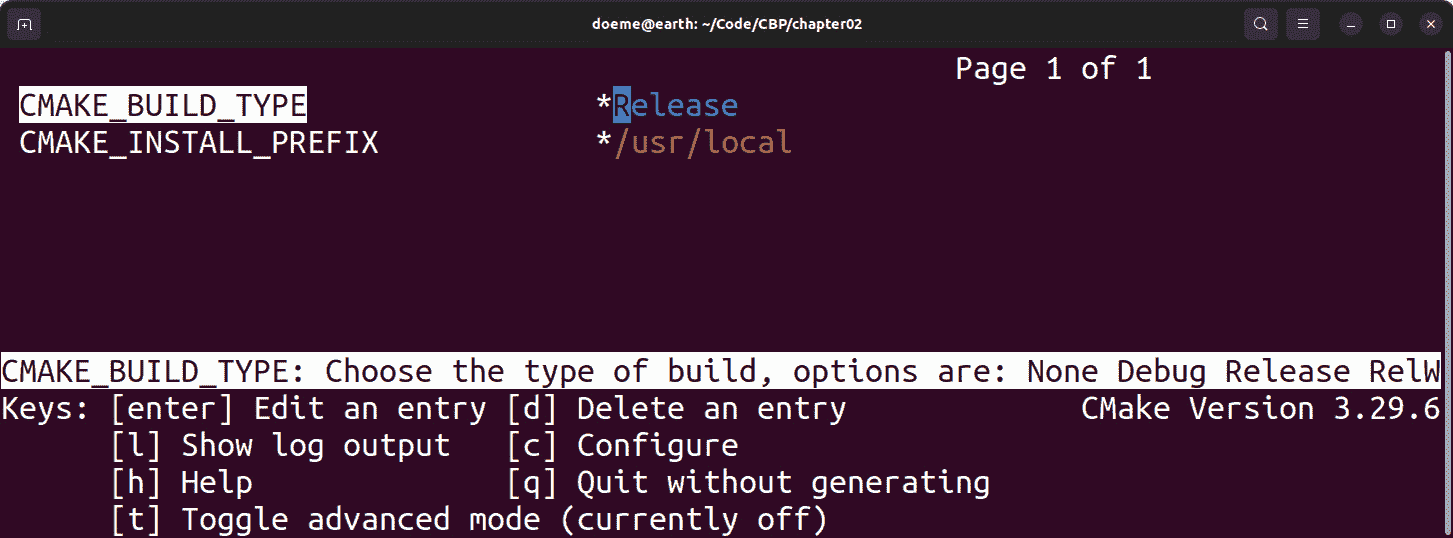 doeme@earth: ~/Code/CBP/chapter02
Page 1 of 1
CMAKE_BUILD_TYPE *Release
CMAKE_INSTALL_PREFIX */usr/local
CMAKE_BUILD_TYPE: Choose the type of build, options are: None Debug Release RelW
Keys: [enter] Edit an entry [d] Delete an entry CMake Version 3.29.6
[l] Show log output [c] Configure
[h] Help [q] Quit without generating
[t] Toggle advanced mode (currently off)